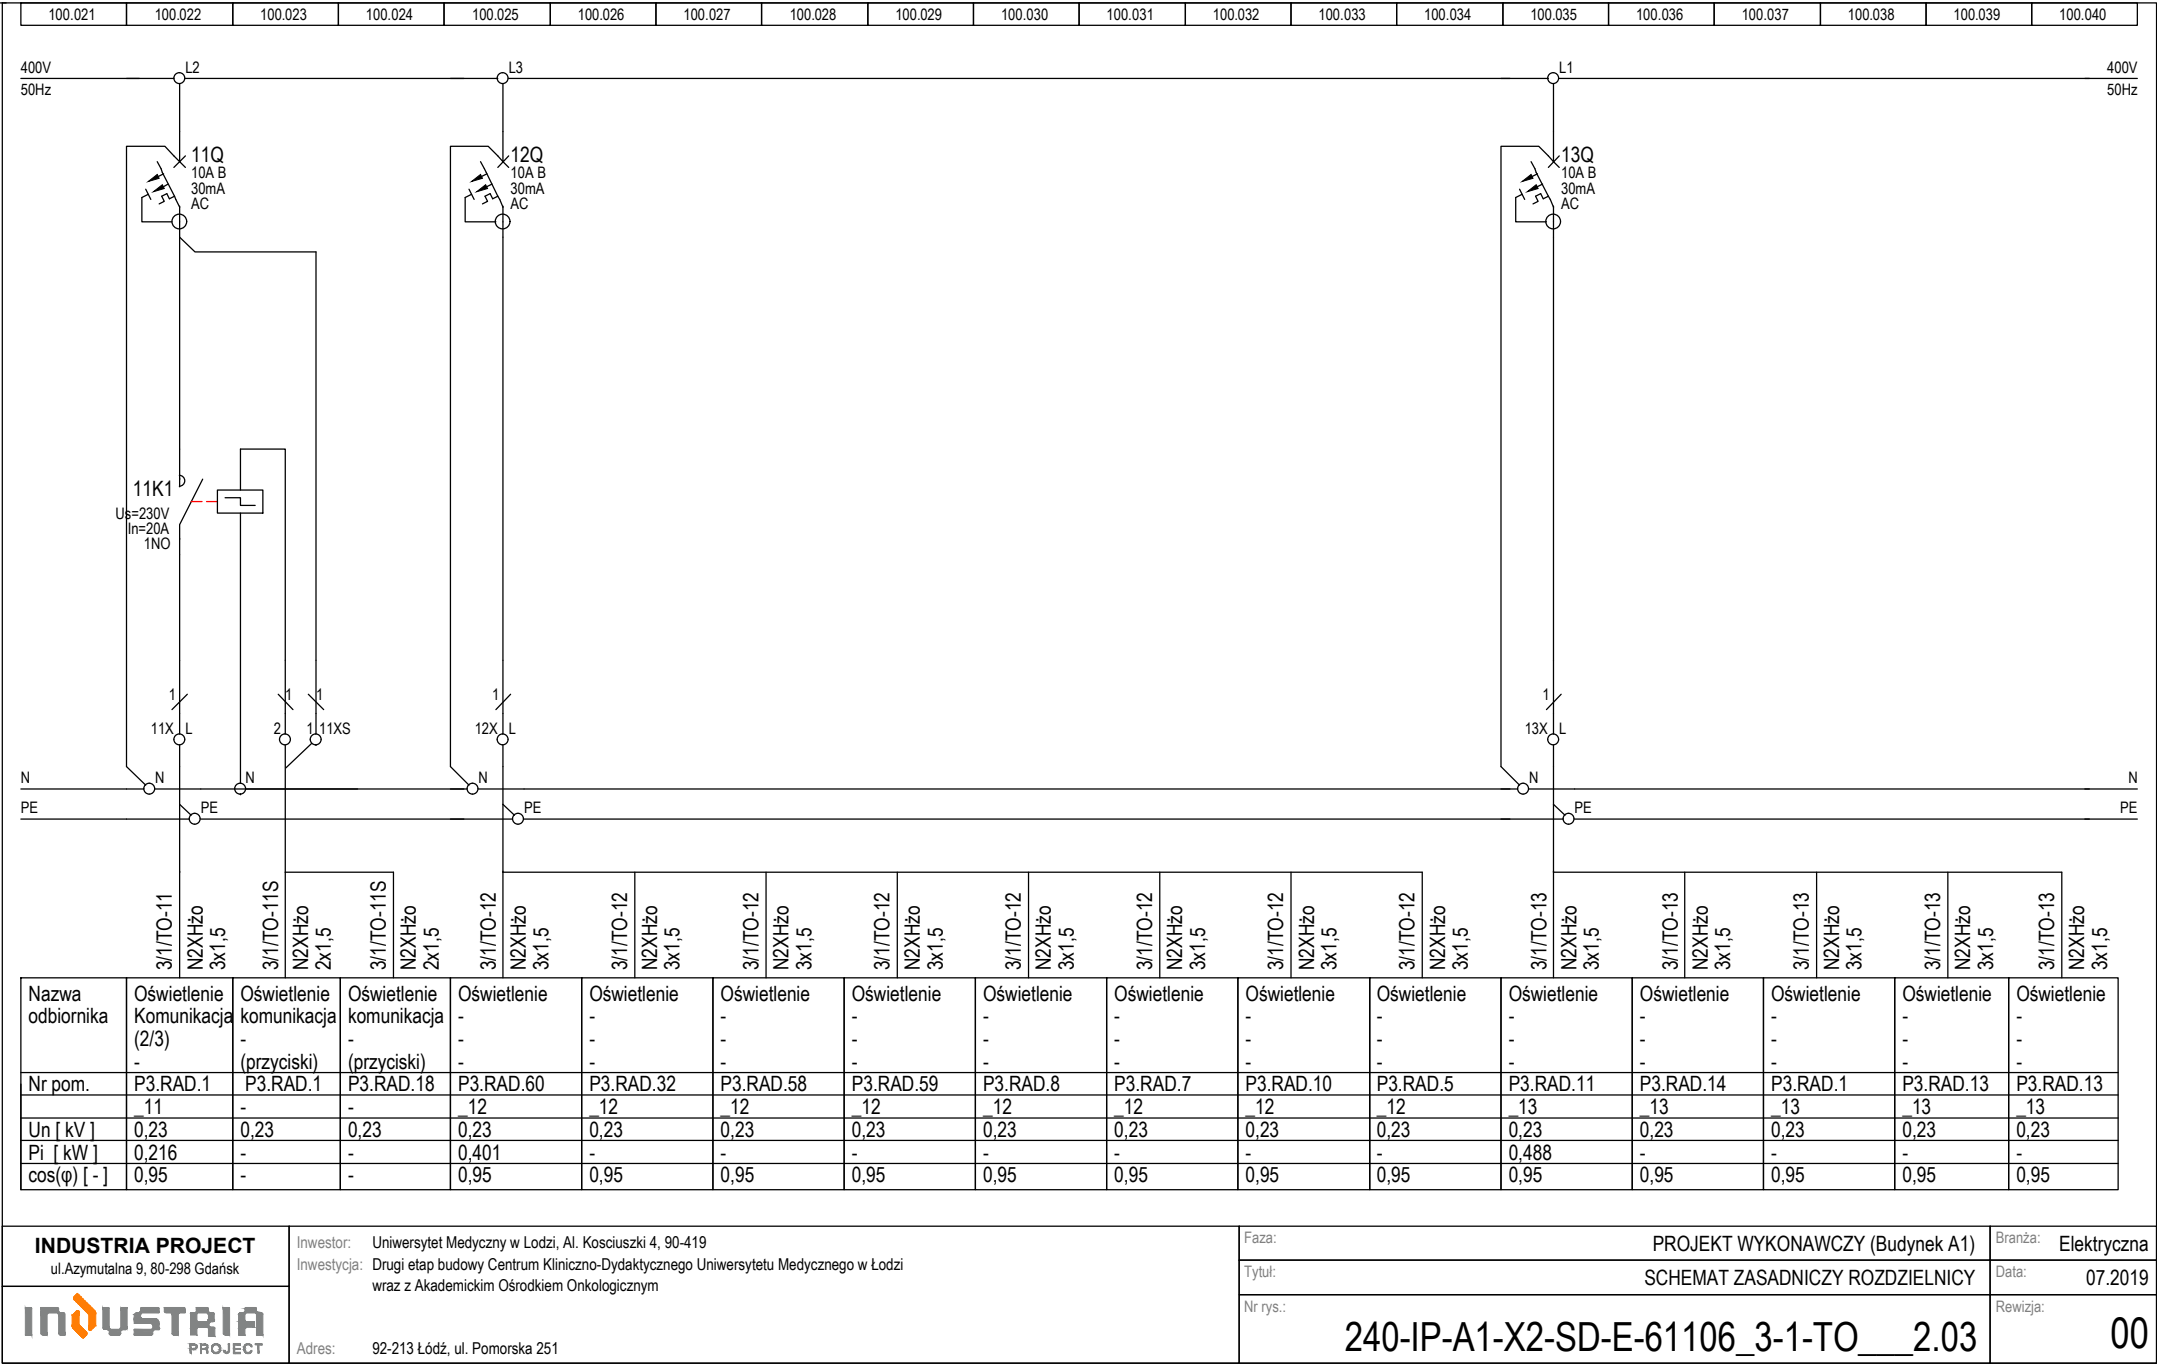 100.021 100.022 100.023 100.024 100.025 100.026 100.027 100.028 100.029 100.030 100.031 100.032 100.033 100.034 100.035 100.036 100.037 100.038 100.039 100.040
400V L2 L3 L1 400V
50Hz 50Hz
11Q 12Q 13Q
10A B 10A B 10A B
30mA 30mA 30mA
AC AC AC
11K1
Us=230V
In=20A
1NO
1 1 1 1 1
11X L 2 1 11XS 12X L 13X L
N N N N N N
PE PE PE PE PE
3/1/TO-11 N2XHżo 3x1,5
3/1/TO-11S N2XHżo 2x1,5
3/1/TO-11S N2XHżo 2x1,5
3/1/TO-12 N2XHżo 3x1,5
3/1/TO-12 N2XHżo 3x1,5
3/1/TO-12 N2XHżo 3x1,5
3/1/TO-12 N2XHżo 3x1,5
3/1/TO-12 N2XHżo 3x1,5
3/1/TO-12 N2XHżo 3x1,5
3/1/TO-12 N2XHżo 3x1,5
3/1/TO-12 N2XHżo 3x1,5
3/1/TO-13 N2XHżo 3x1,5
3/1/TO-13 N2XHżo 3x1,5
3/1/TO-13 N2XHżo 3x1,5
3/1/TO-13 N2XHżo 3x1,5
3/1/TO-13 N2XHżo 3x1,5
Nazwa Oświetlenie Oświetlenie Oświetlenie Oświetlenie Oświetlenie Oświetlenie Oświetlenie Oświetlenie Oświetlenie Oświetlenie Oświetlenie Oświetlenie Oświetlenie Oświetlenie Oświetlenie Oświetlenie
odbiornika Komunikacja komunikacja komunikacja - - - - - - - - - - - - -
(2/3) - - - - - - - - - - - - - - -
- (przyciski) (przyciski) - - - - - - - - - - - - -
Nr pom. P3.RAD.1 P3.RAD.1 P3.RAD.18 P3.RAD.60 P3.RAD.32 P3.RAD.58 P3.RAD.59 P3.RAD.8 P3.RAD.7 P3.RAD.10 P3.RAD.5 P3.RAD.11 P3.RAD.14 P3.RAD.1 P3.RAD.13 P3.RAD.13
_11 - - _12 _12 _12 _12 _12 _12 _12 _12 _13 _13 _13 _13 _13
Un [ kV ] 0,23 0,23 0,23 0,23 0,23 0,23 0,23 0,23 0,23 0,23 0,23 0,23 0,23 0,23 0,23 0,23
Pi [ kW ] 0,216 - - 0,401 - - - - - - - 0,488 - - - -
cos(φ) [ - ] 0,95 - - 0,95 0,95 0,95 0,95 0,95 0,95 0,95 0,95 0,95 0,95 0,95 0,95 0,95
INDUSTRIA PROJECT
ul.Azymutalna 9, 80-298 Gdańsk
INDUSTRIA
PROJECT
Inwestor: Uniwersytet Medyczny w Lodzi, Al. Kosciuszki 4, 90-419
Inwestycja: Drugi etap budowy Centrum Kliniczno-Dydaktycznego Uniwersytetu Medycznego w Łodzi
wraz z Akademickim Ośrodkiem Onkologicznym
Adres: 92-213 Łódź, ul. Pomorska 251
Faza: PROJEKT WYKONAWCZY (Budynek A1)
Branża: Elektryczna
Tytuł: SCHEMAT ZASADNICZY ROZDZIELNICY
Data: 07.2019
Nr rys.: 240-IP-A1-X2-SD-E-61106_3-1-TO___2.03
Rewizja: 00